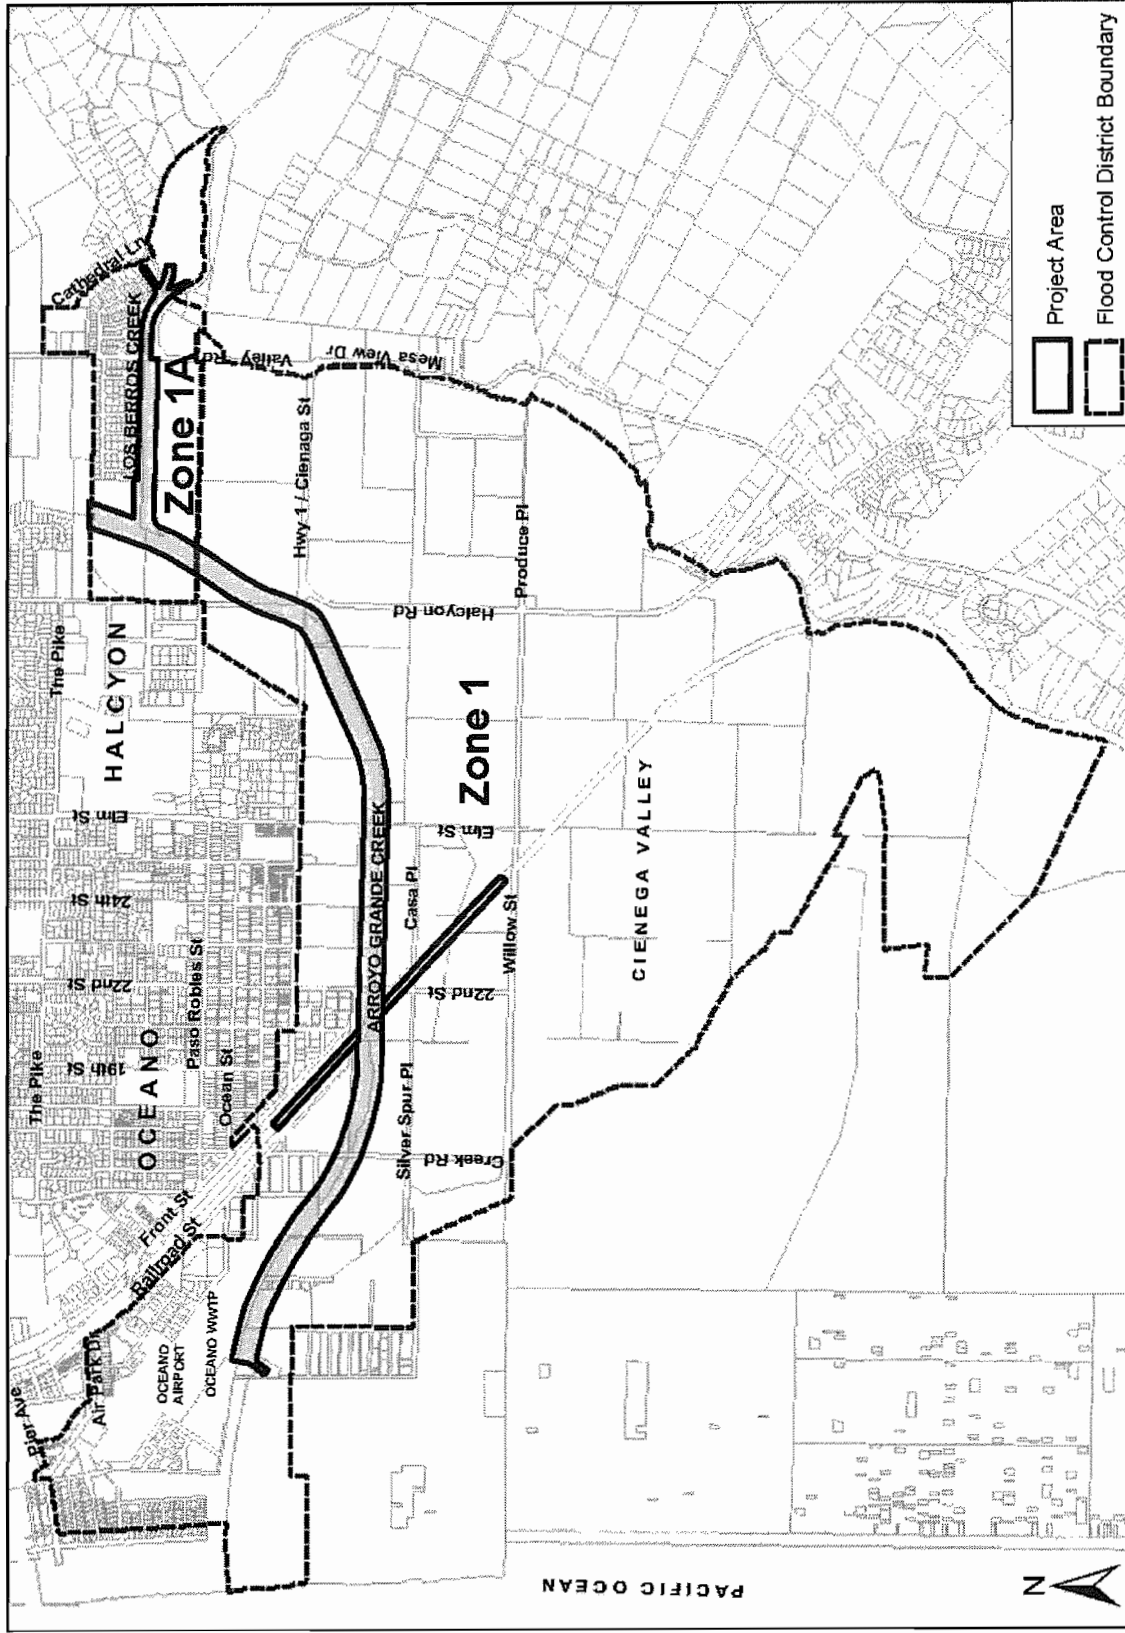 Pier Ave
Air Park Dr
OCEANO
AIRPORT
OCEANO WWTP
Railroad St
Front St
The Pike
19th St
OCEANO
22nd St
Paso Robles St
Ocean St
24th St
Elm St
The Pike
HALCYON
LOS BERROS CREEK
Cathedral Ln
Zone 1A
Valley Rd
Mesa View Dr
Hwy 1 / Cienaga St
Halcyon Rd
Produce Pl
Zone 1
Elm St
ARROYO GRANDE CREEK
Casa Pl
Willow St
22nd St
Silver Spur Pl
Creek Rd
CIENEGA VALLEY
PACIFIC OCEAN
N
Project Area
Flood Control District Boundary